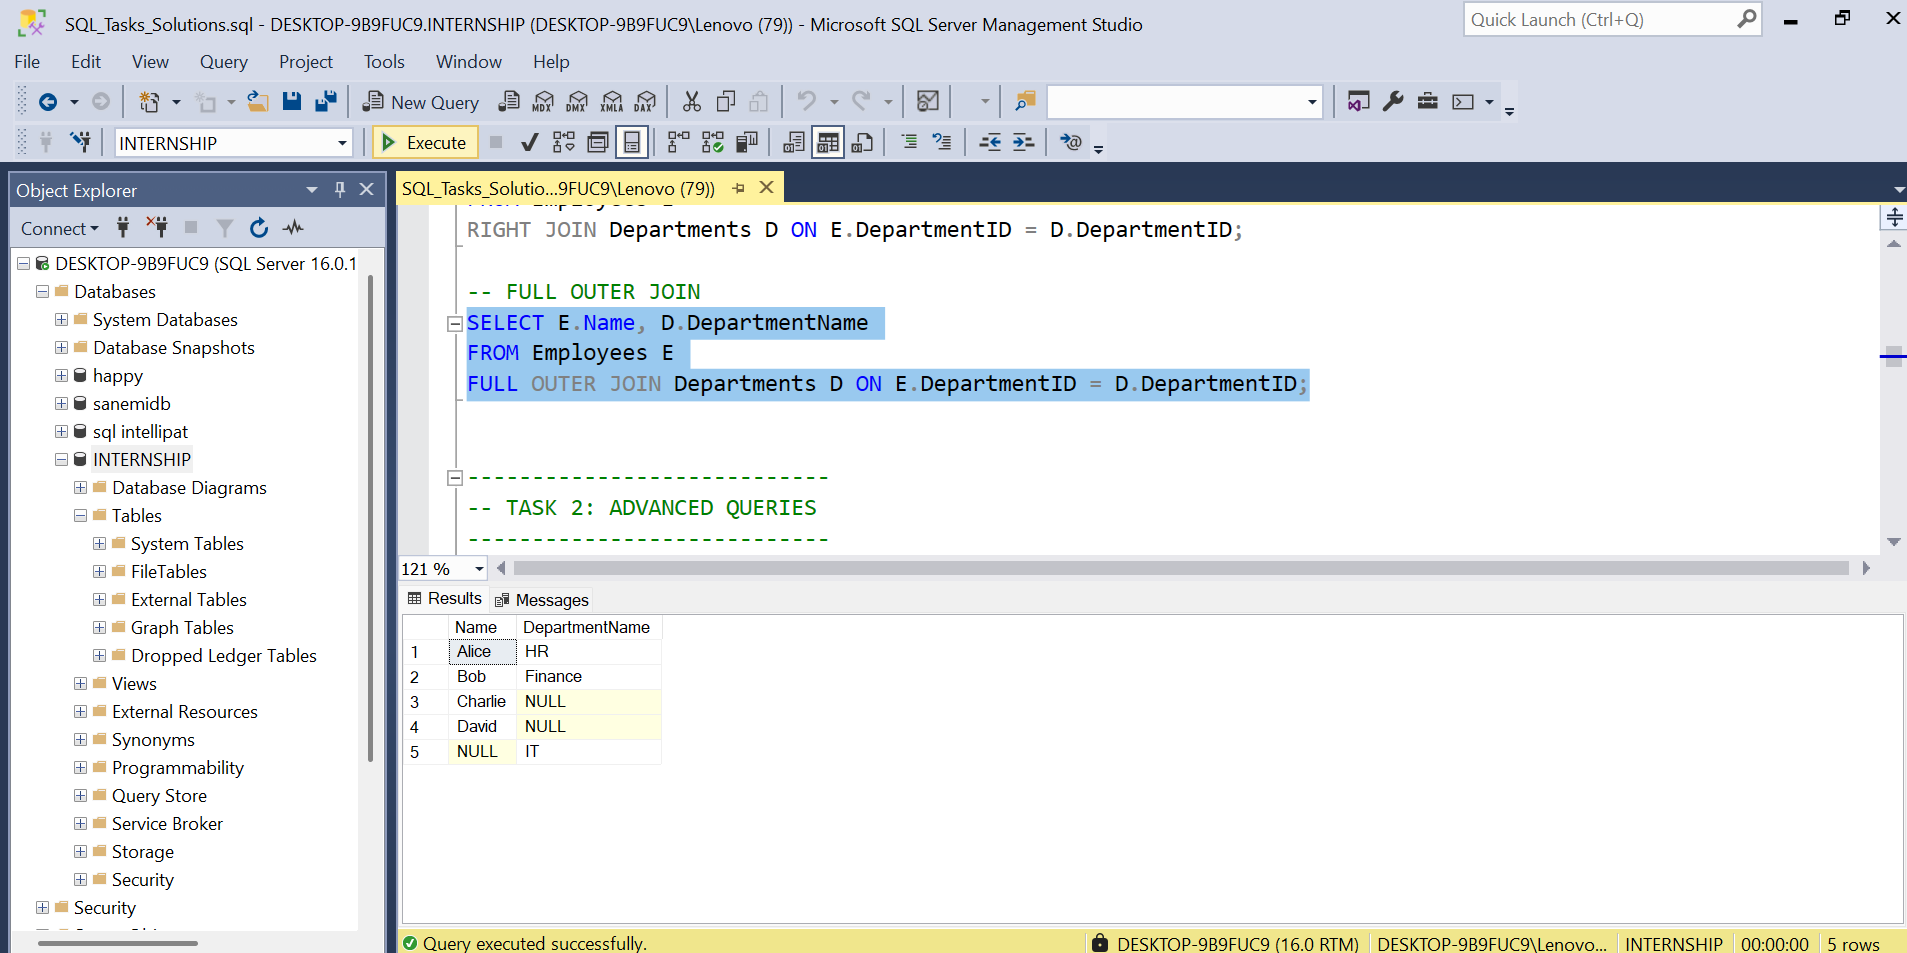 SQL_Tasks_Solutions.sql - DESKTOP-9B9FUC9.INTERNSHIP (DESKTOP-9B9FUC9\Lenovo (79)) - Microsoft SQL Server Management Studio
Quick Launch (Ctrl+Q)
File Edit View Query Project Tools Window Help
New Query MDX DMX XMLA DAX
INTERNSHIP Execute
Object Explorer
Connect
DESKTOP-9B9FUC9 (SQL Server 16.0.1
Databases
System Databases
Database Snapshots
happy
sanemidb
sql intellipat
INTERNSHIP
Database Diagrams
Tables
System Tables
FileTables
External Tables
Graph Tables
Dropped Ledger Tables
Views
External Resources
Synonyms
Programmability
Query Store
Service Broker
Storage
Security
Security
SQL_Tasks_Solutio...9FUC9\Lenovo (79))
FROM Employees E
RIGHT JOIN Departments D ON E.DepartmentID = D.DepartmentID;
-- FULL OUTER JOIN
SELECT E.Name, D.DepartmentName
FROM Employees E
FULL OUTER JOIN Departments D ON E.DepartmentID = D.DepartmentID;
----------------------------
-- TASK 2: ADVANCED QUERIES
----------------------------
121 %
Results Messages
Name DepartmentName
1 Alice HR
2 Bob Finance
3 Charlie NULL
4 David NULL
5 NULL IT
Query executed successfully. DESKTOP-9B9FUC9 (16.0 RTM) DESKTOP-9B9FUC9\Lenovo... INTERNSHIP 00:00:00 5 rows